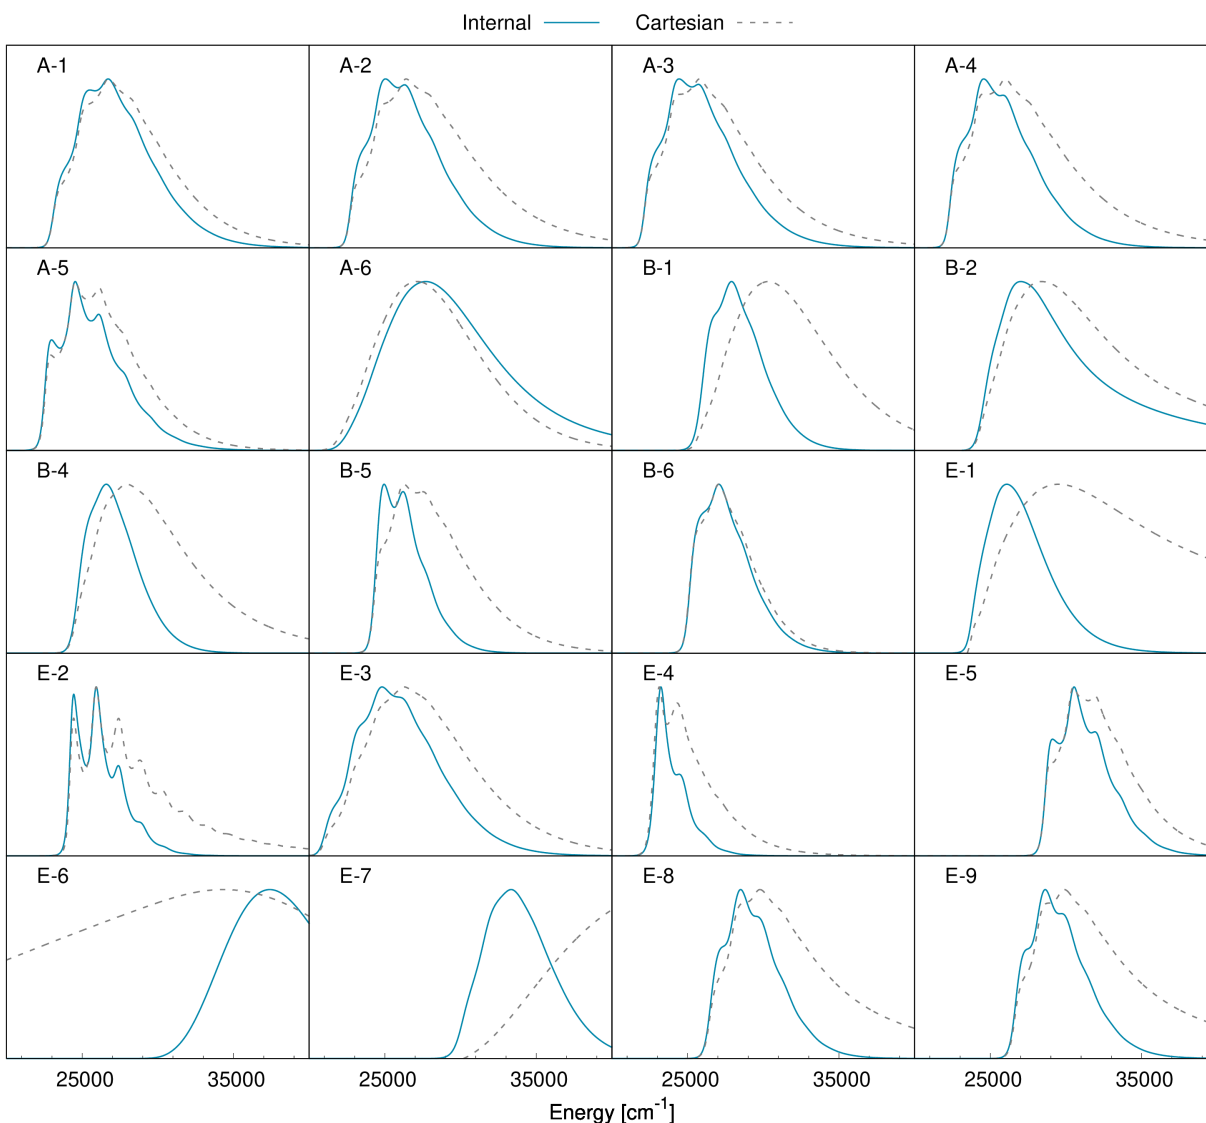 Internal Cartesian
A-1 A-2 A-3 A-4
A-5 A-6 B-1 B-2
B-4 B-5 B-6 E-1
E-2 E-3 E-4 E-5
E-6 E-7 E-8 E-9
25000 35000 25000 35000 25000 35000 25000 35000
Energy [cm⁻¹]